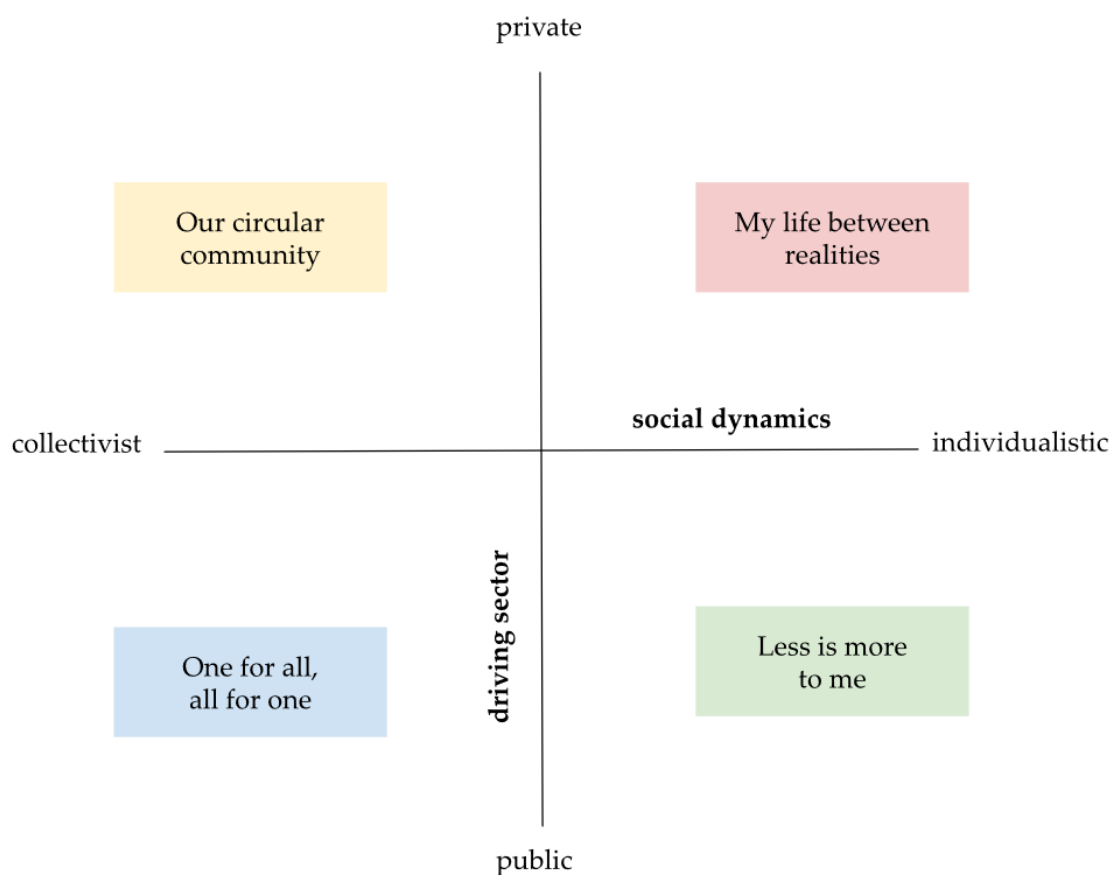 private
Our circular
community
My life between
realities
social dynamics
collectivist
individualistic
driving sector
One for all,
all for one
Less is more
to me
public